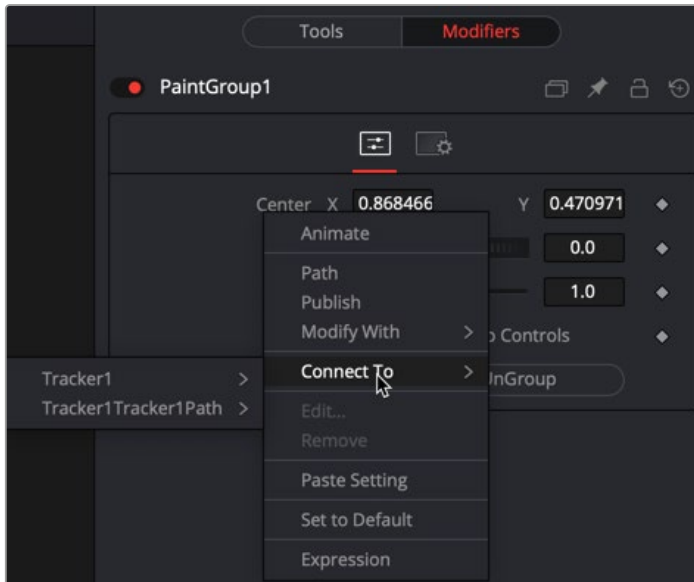 Tools Modifiers
PaintGroup1
Center X 0.868466 Y 0.470971
Animate
0.0
Path
Publish
1.0
Modify With
Controls
Connect To
UnGroup
Tracker1
Tracker1Tracker1Path
Edit...
Remove
Paste Setting
Set to Default
Expression